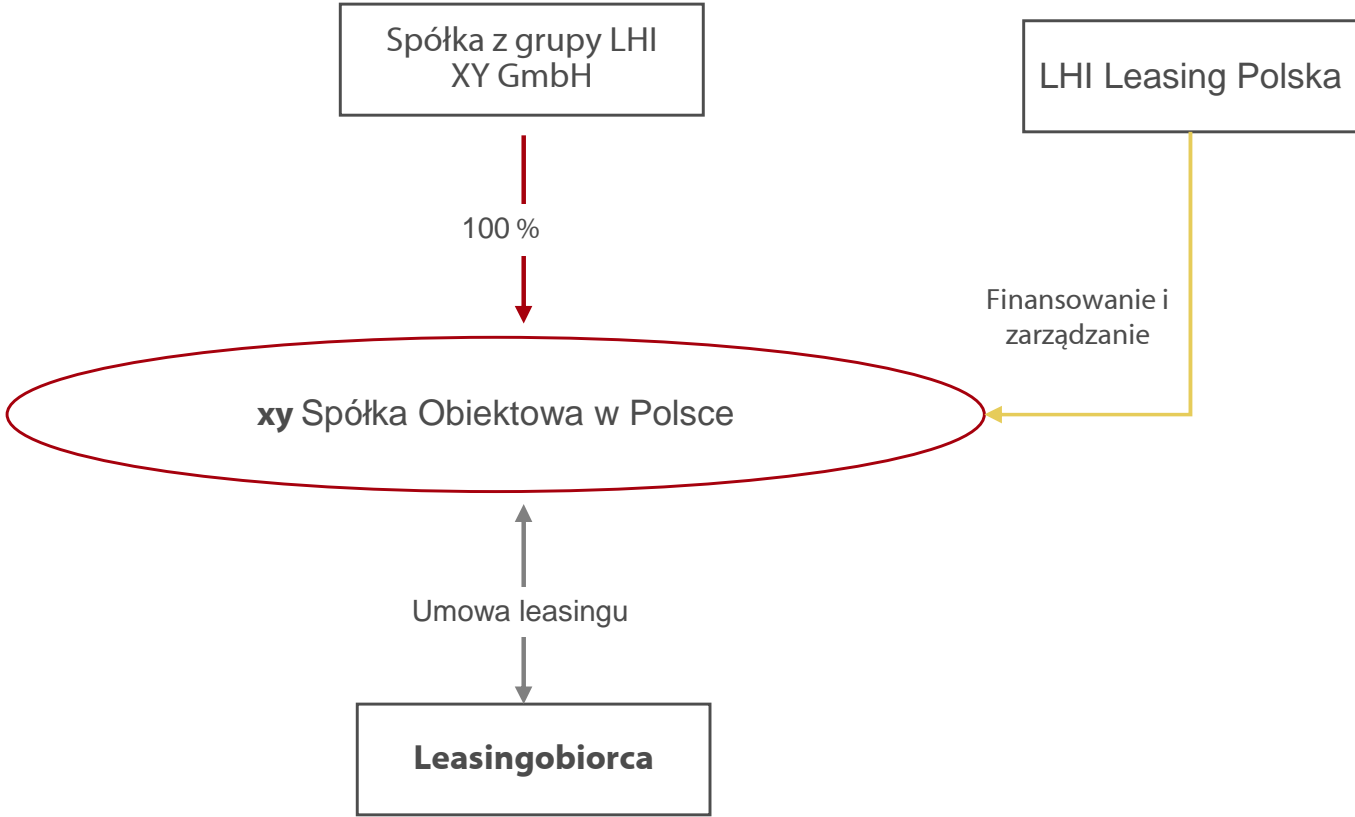 Spółka z grupy LHI
XY GmbH
LHI Leasing Polska
100 %
Finansowanie i
zarządzanie
xy Spółka Obiektowa w Polsce
Umowa leasingu
Leasingobiorca